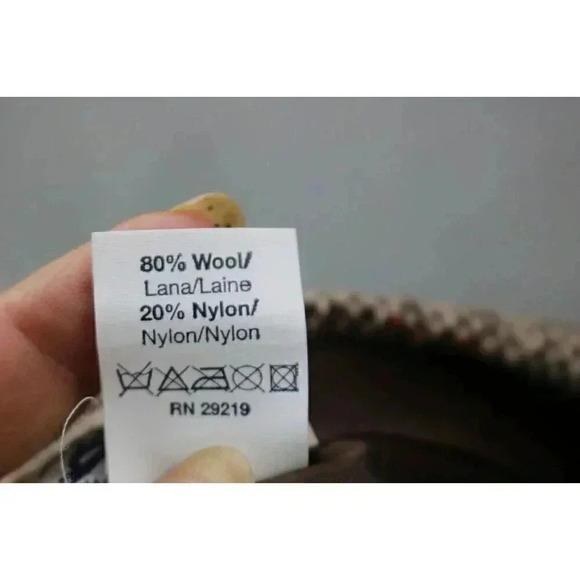 80% Wool/
Lana/Laine
20% Nylon/
Nylon/Nylon
RN 29219